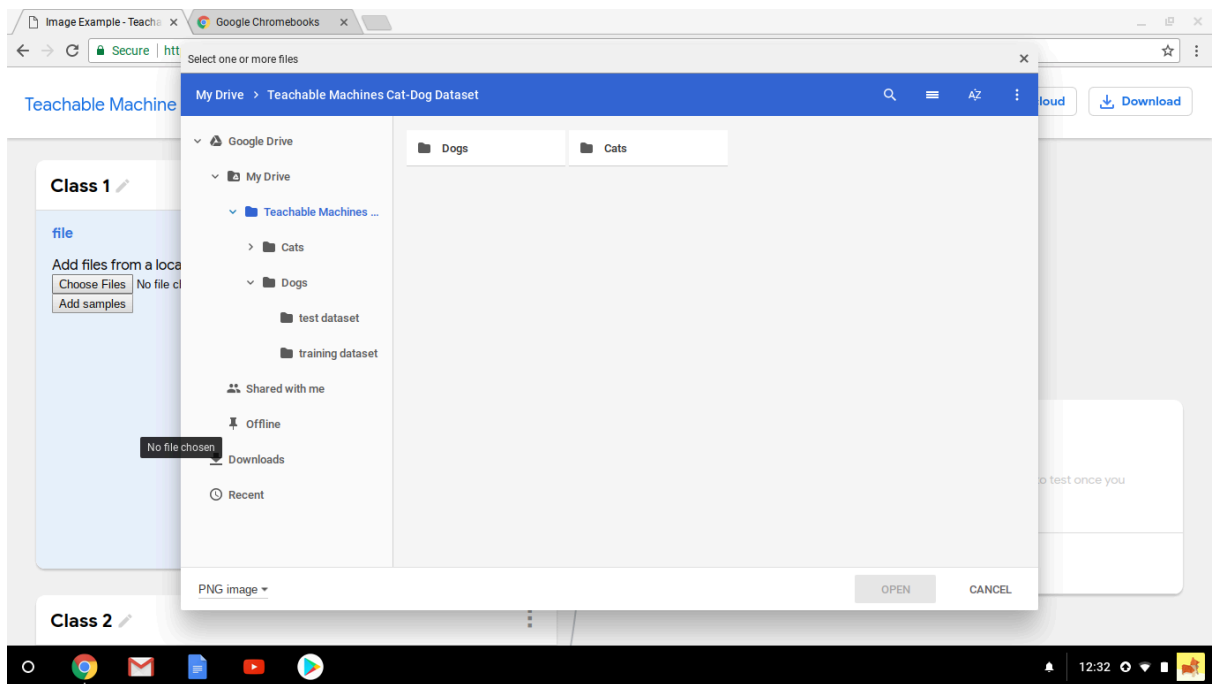 Image Example - Teacha
Google Chromebooks
Secure | htt
Select one or more files
Teachable Machine
My Drive > Teachable Machines Cat-Dog Dataset
AZ
loud
Download
Google Drive
My Drive
Teachable Machines ...
Cats
Dogs
test dataset
training dataset
Shared with me
Offline
Downloads
Recent
Dogs
Cats
Class 1
file
Add files from a loca
Choose Files No file cl
Add samples
No file chosen
to test once you
PNG image
OPEN
CANCEL
Class 2
12:32